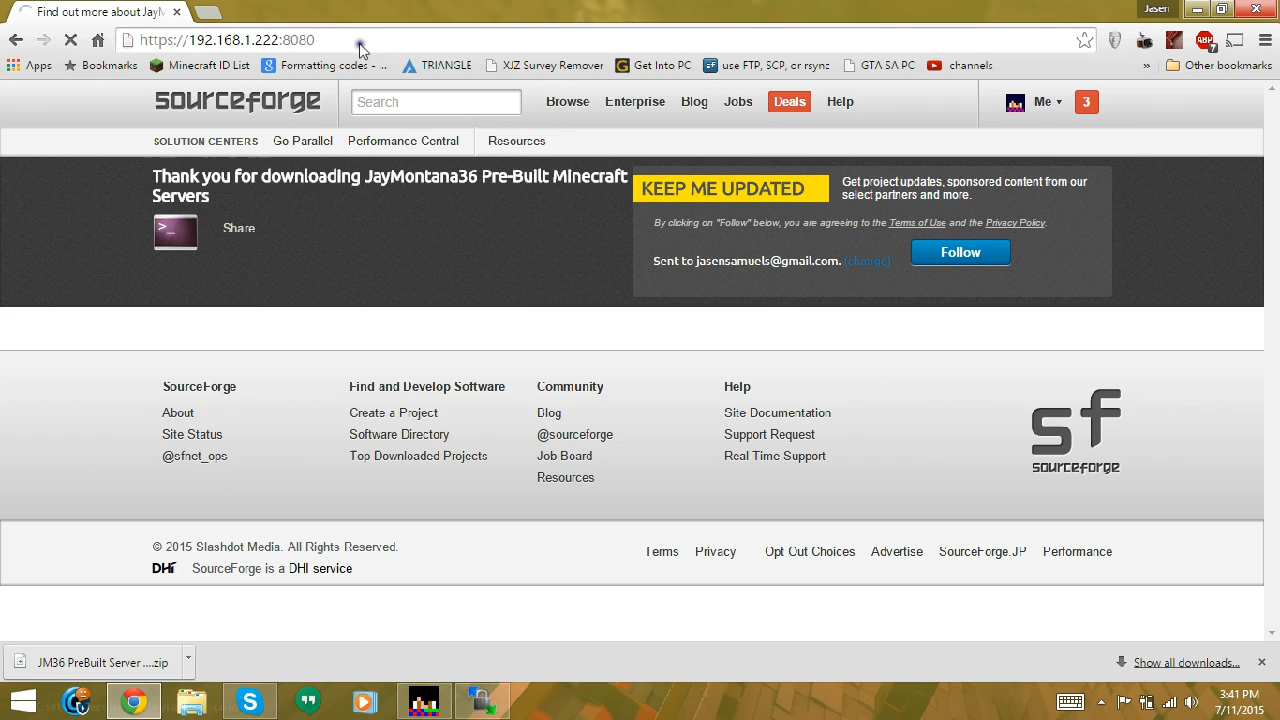 Find out more about JayM
Jasen
https://192.168.1.222:8080
Apps Bookmarks Minecraft ID List Formatting codes - ... TRIANGLE XJZ Survey Remover Get Into PC use FTP, SCP, or rsync GTA SA PC channels » Other bookmarks
sourceforge Search Browse Enterprise Blog Jobs Deals Help Me 3
SOLUTION CENTERS Go Parallel Performance Central Resources
Thank you for downloading JayMontana36 Pre-Built Minecraft
Servers
Share
KEEP ME UPDATED
Get project updates, sponsored content from our
select partners and more.
By clicking on "Follow" below, you are agreeing to the Terms of Use and the Privacy Policy.
Sent to jasensamuels@gmail.com. (change) Follow
SourceForge
About
Site Status
@sfnet_ops
Find and Develop Software
Create a Project
Software Directory
Top Downloaded Projects
Community
Blog
@sourceforge
Job Board
Resources
Help
Site Documentation
Support Request
Real Time Support
sf
sourceforge
© 2015 Slashdot Media. All Rights Reserved.
DHI SourceForge is a DHI service
Terms Privacy Opt Out Choices Advertise SourceForge.JP Performance
JM36 PreBuilt Server ....zip
Show all downloads...
3:41 PM
7/11/2015